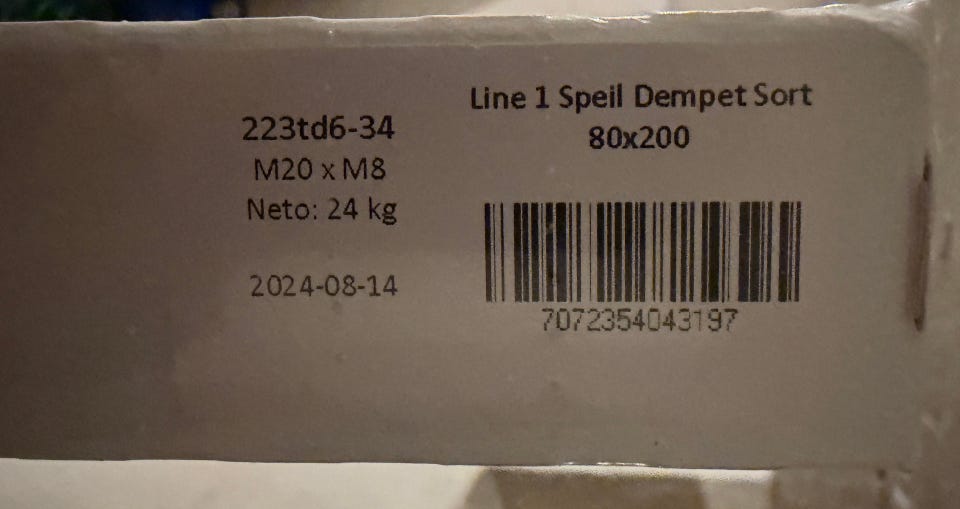 Line 1 Speil Dempet Sort
80x200
223td6-34
M20 x M8
Neto: 24 kg
2024-08-14
7072354043197